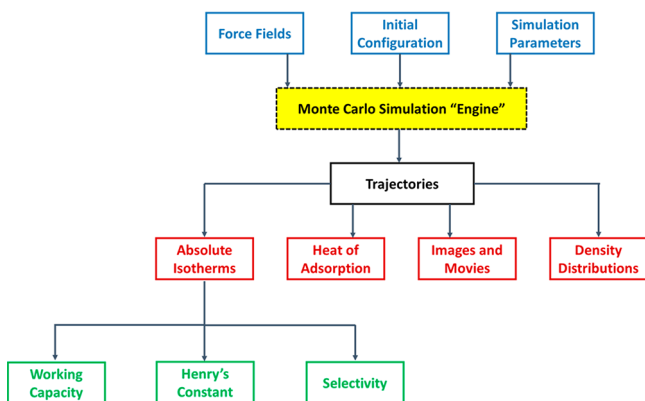 Force Fields
Initial
Configuration
Simulation
Parameters
Monte Carlo Simulation “Engine”
Trajectories
Absolute
Isotherms
Heat of
Adsorption
Images and
Movies
Density
Distributions
Working
Capacity
Henry’s
Constant
Selectivity